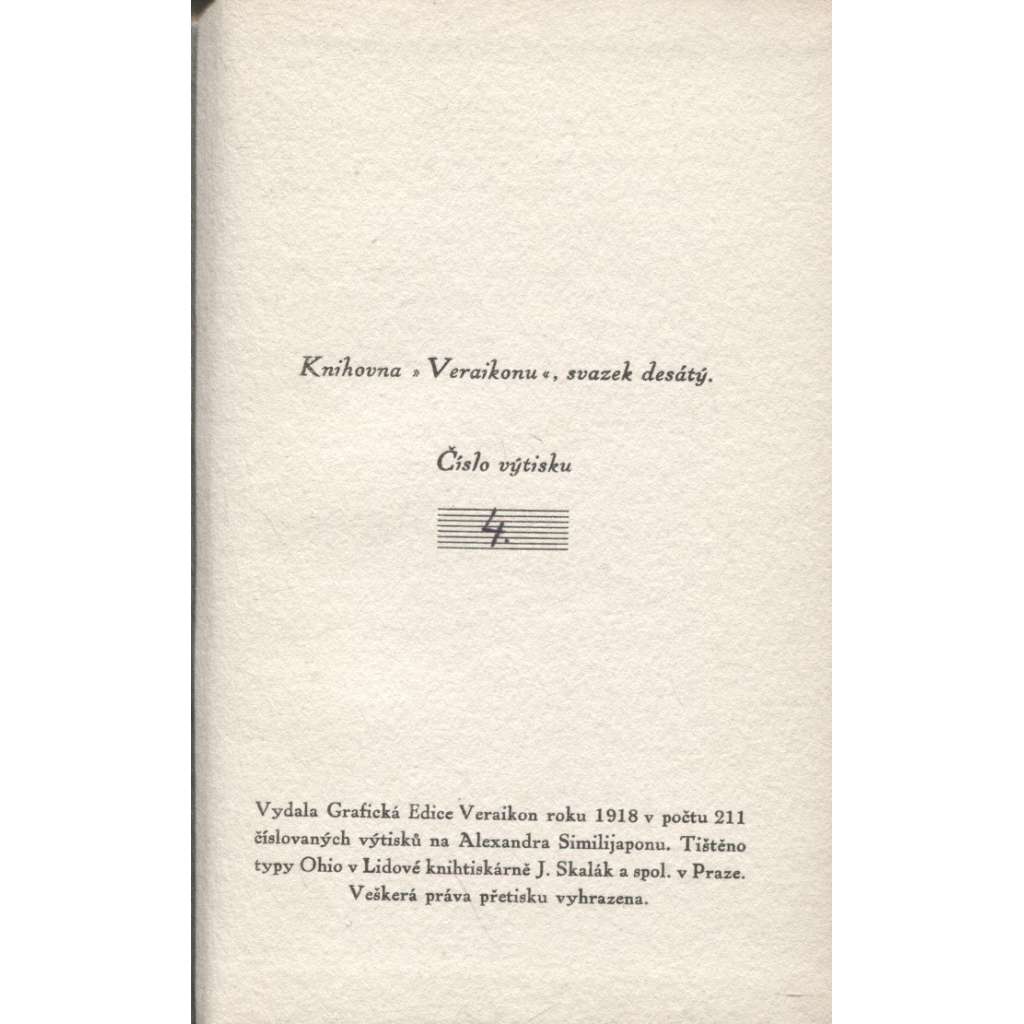 Knihovna » Veraikonu «, svazek desátý.
Číslo výtisku
4.
Vydala Grafická Edice Veraikon roku 1918 v počtu 211
číslovaných výtisků na Alexandra Similijaponu. Tištěno
typy Ohio v Lidové knihtiskárně J. Skalák a spol. v Praze.
Veškerá práva přetisku vyhrazena.